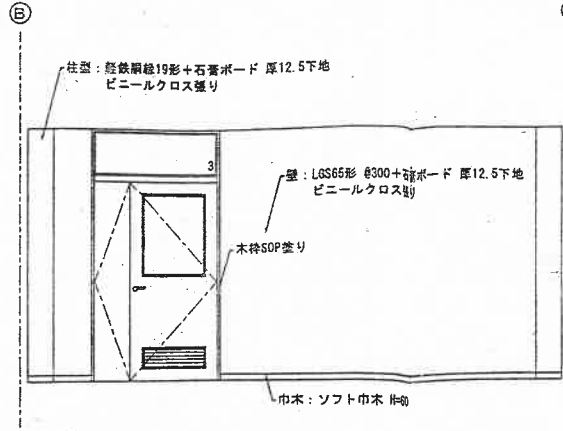 B
柱型：軽鉄胴縁19形＋石膏ボード 厚12.5下地
ビニールクロス張り
3
壁：LGS65形 @300＋石膏ボード 厚12.5下地
ビニールクロス張り
木枠SOP塗り
巾木：ソフト巾木 H=60